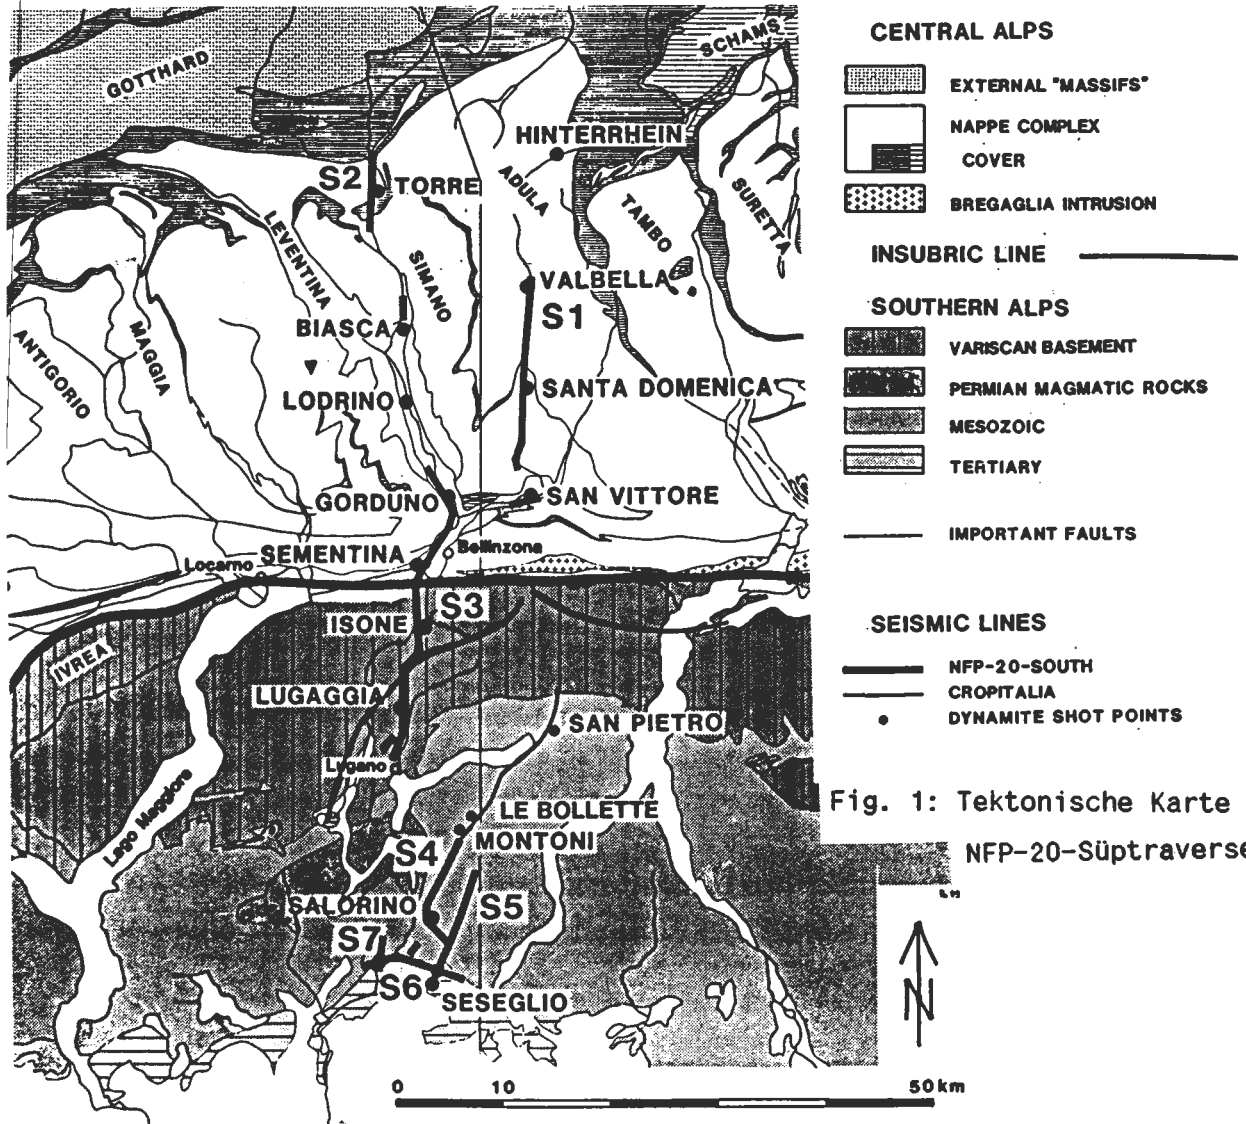 GOTTHARD
SCHAMS
HINTERRHEIN
S2
TORRE
ADULA
TAMBO
SURETTA
LEVENTINA
SIMANO
VALBELLA
S1
BIASCA
MAGGIA
ANTIGORIO
LODRINO
SANTA DOMENICA
GORDUNO
SAN VITTORE
SEMENTINA
Bellinzona
Locarno
S3
ISONE
IVREA
LUGAGGIA
SAN PIETRO
Lugano
Lago Maggiore
LE BOLLETTE
MONTONI
S4
SALORINO
S5
S7
S6
SESEGLIO
0 10 50 km
CENTRAL ALPS
EXTERNAL "MASSIFS"
NAPPE COMPLEX
COVER
BREGAGLIA INTRUSION
INSUBRIC LINE
SOUTHERN ALPS
VARISCAN BASEMENT
PERMIAN MAGMATIC ROCKS
MESOZOIC
TERTIARY
IMPORTANT FAULTS
SEISMIC LINES
NFP-20-SOUTH
CROPITALIA
DYNAMITE SHOT POINTS
Fig. 1: Tektonische Karte
NFP-20-Süptraverse
N